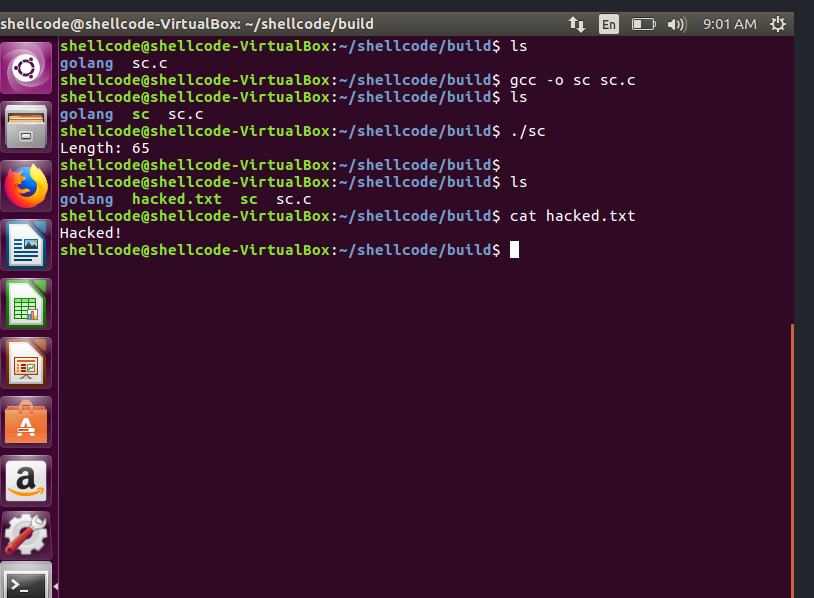 shellcode@shellcode-VirtualBox: ~/shellcode/build En 9:01 AM
shellcode@shellcode-VirtualBox:~/shellcode/build$ ls
golang  sc.c
shellcode@shellcode-VirtualBox:~/shellcode/build$ gcc -o sc sc.c
shellcode@shellcode-VirtualBox:~/shellcode/build$ ls
golang  sc  sc.c
shellcode@shellcode-VirtualBox:~/shellcode/build$ ./sc
Length: 65
shellcode@shellcode-VirtualBox:~/shellcode/build$
shellcode@shellcode-VirtualBox:~/shellcode/build$ ls
golang  hacked.txt  sc  sc.c
shellcode@shellcode-VirtualBox:~/shellcode/build$ cat hacked.txt
Hacked!
shellcode@shellcode-VirtualBox:~/shellcode/build$